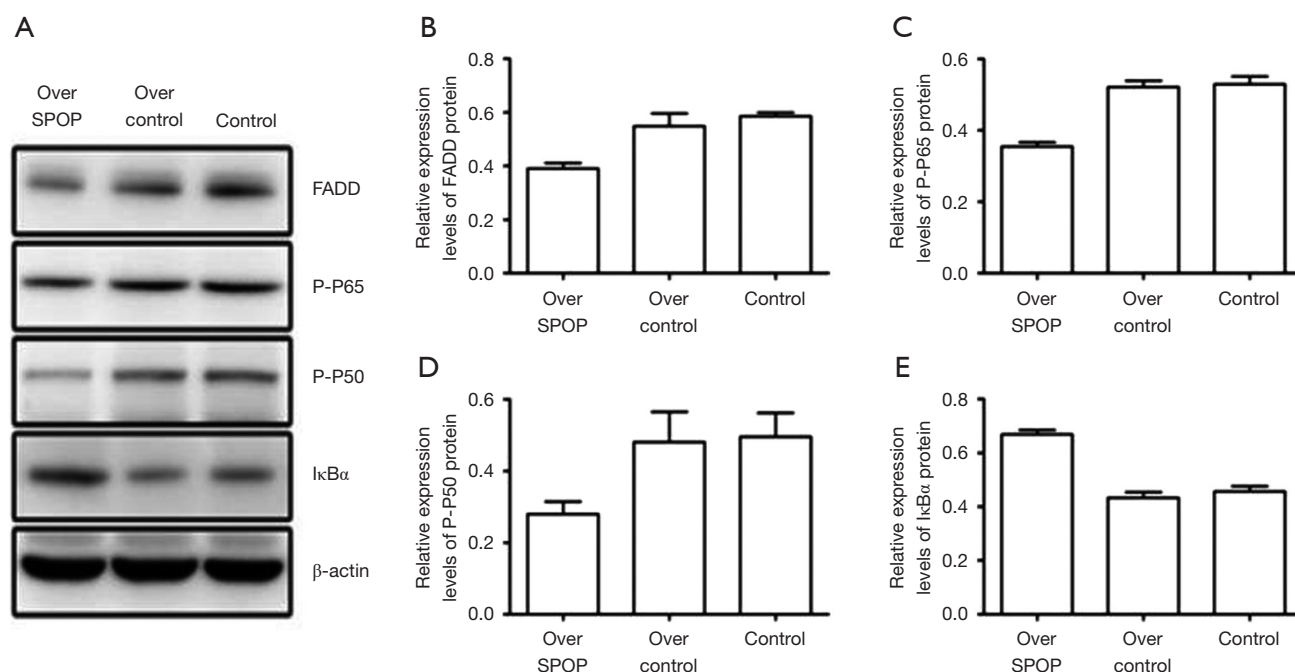 A
Over
SPOP
Over
control
Control
FADD
P-P65
P-P50
IκBα
β-actin
B
Relative expression
levels of FADD protein
0.8
0.6
0.4
0.2
0.0
Over
SPOP
Over
control
Control
C
Relative expression
levels of P-P65 protein
0.6
0.4
0.2
0.0
Over
SPOP
Over
control
Control
D
Relative expression
levels of P-P50 protein
0.6
0.4
0.2
0.0
Over
SPOP
Over
control
Control
E
Relative expression
levels of IκBα protein
0.8
0.6
0.4
0.2
0.0
Over
SPOP
Over
control
Control